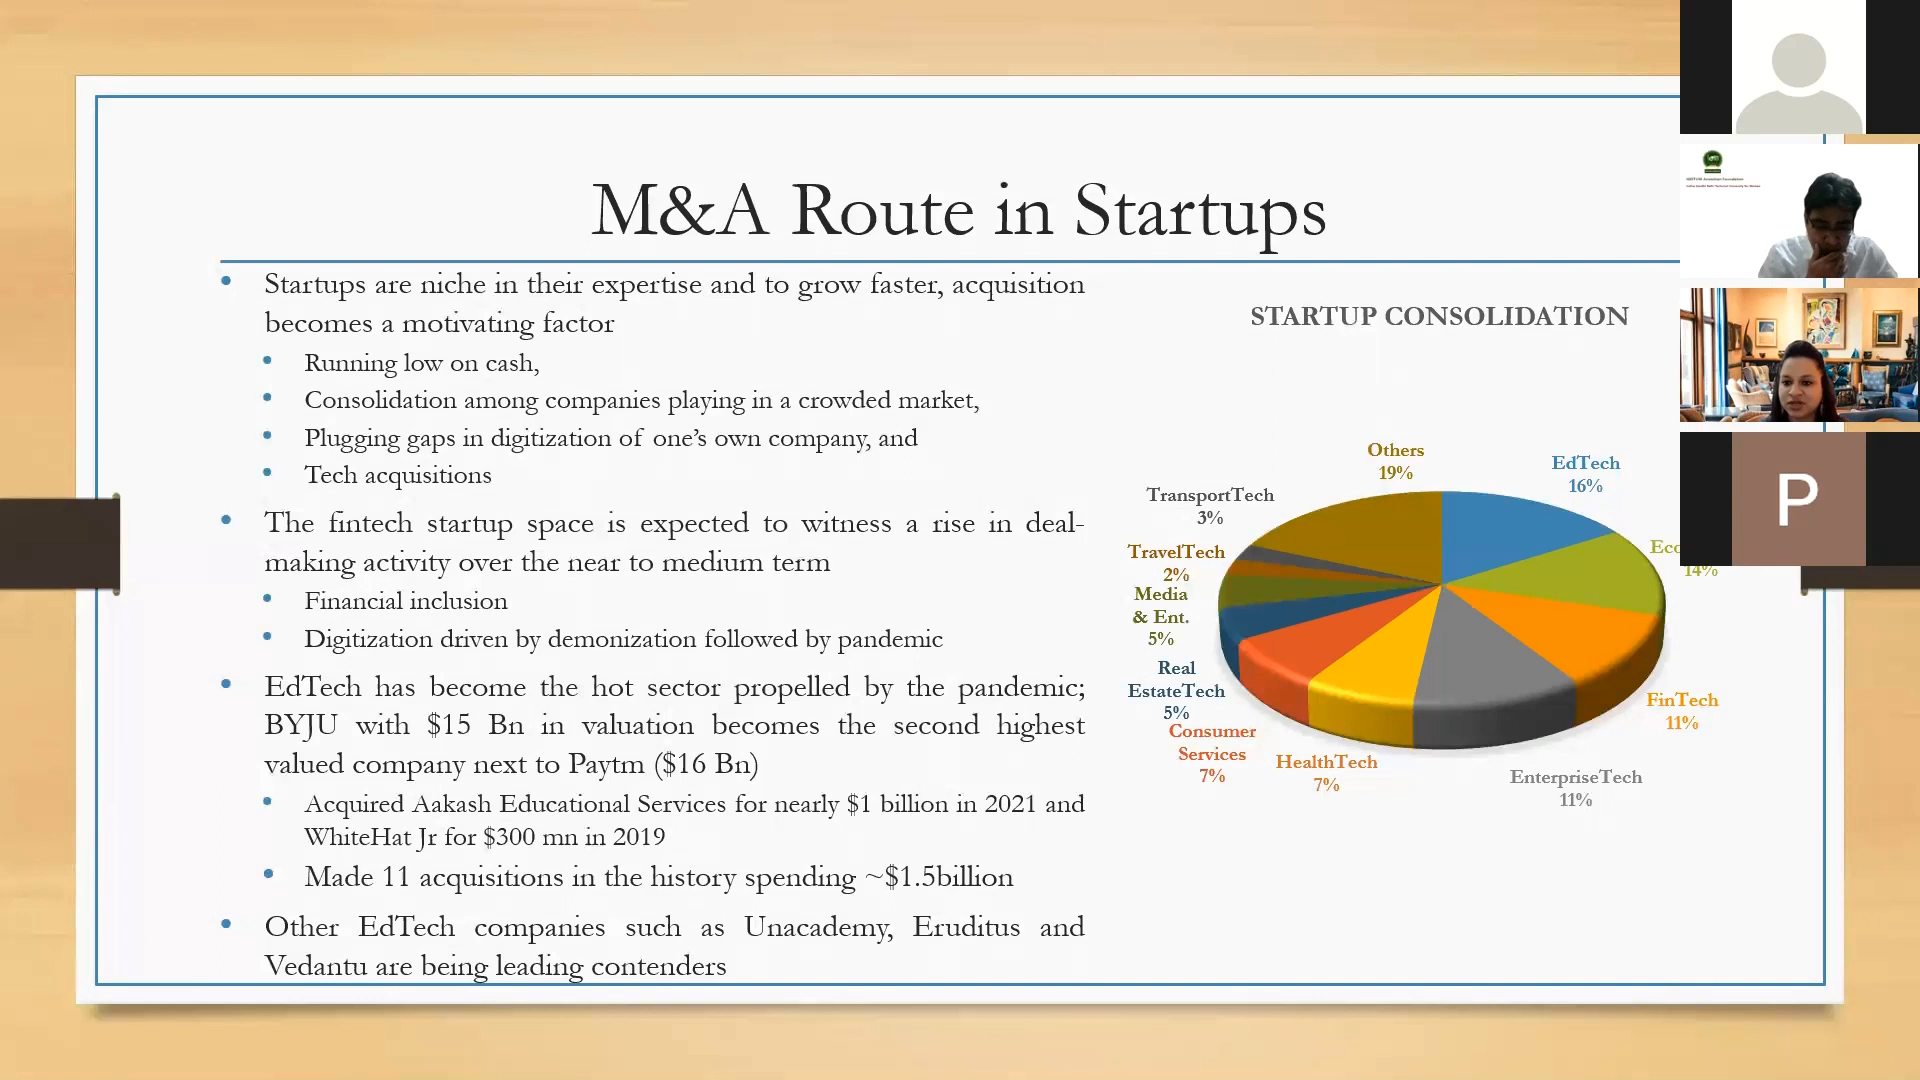 M&A Route in Startups
Startups are niche in their expertise and to grow faster, acquisition
becomes a motivating factor
Running low on cash,
Consolidation among companies playing in a crowded market,
Plugging gaps in digitization of one’s own company, and
Tech acquisitions
The fintech startup space is expected to witness a rise in deal-
making activity over the near to medium term
Financial inclusion
Digitization driven by demonization followed by pandemic
EdTech has become the hot sector propelled by the pandemic;
BYJU with $15 Bn in valuation becomes the second highest
valued company next to Paytm ($16 Bn)
Acquired Aakash Educational Services for nearly $1 billion in 2021 and
WhiteHat Jr for $300 mn in 2019
Made 11 acquisitions in the history spending ~$1.5billion
Other EdTech companies such as Unacademy, Eruditus and
Vedantu are being leading contenders
STARTUP CONSOLIDATION
Others
19%
EdTech
16%
TransportTech
3%
TravelTech
2%
Media
& Ent.
5%
Real
EstateTech
5%
Consumer
Services
7%
HealthTech
7%
EnterpriseTech
11%
FinTech
11%
14%
P